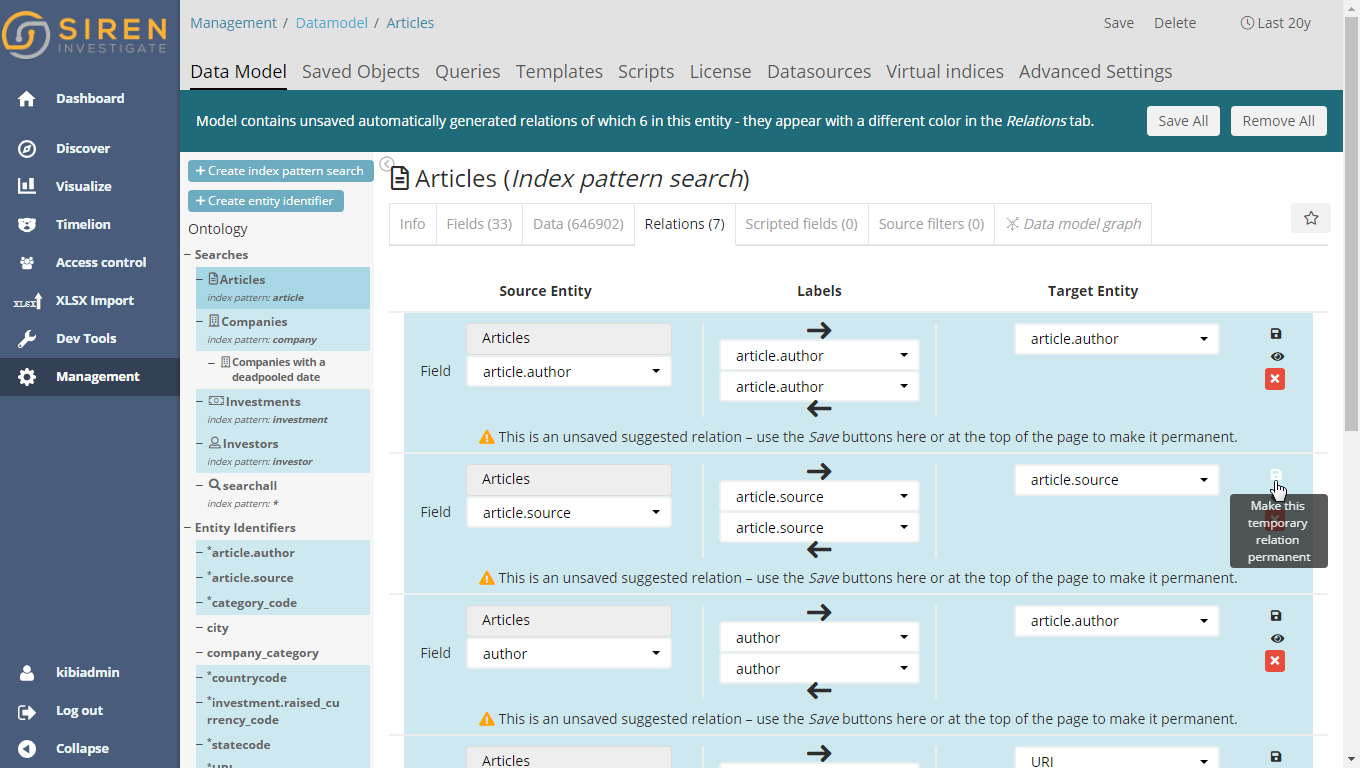 SIREN
INVESTIGATE
Dashboard
Discover
Visualize
Timelion
Access control
XLSX
XLSX Import
Dev Tools
Management
kibiadmin
Log out
Collapse
Management / Datamodel / Articles
Save Delete Last 20y
Data Model Saved Objects Queries Templates Scripts License Datasources Virtual indices Advanced Settings
Model contains unsaved automatically generated relations of which 6 in this entity - they appear with a different color in the Relations tab.
Save All Remove All
+ Create index pattern search
+ Create entity identifier
Ontology
Searches
Articles
index pattern: article
Companies
index pattern: company
Companies with a
deadpooled date
Investments
index pattern: investment
Investors
index pattern: investor
searchall
index pattern: *
Entity Identifiers
*article.author
*article.source
*category_code
city
company_category
*countrycode
*investment.raised_cu
rrency_code
*statecode
Articles (Index pattern search)
Info Fields (33) Data (646902) Relations (7) Scripted fields (0) Source filters (0) Data model graph
Source Entity Labels Target Entity
Articles
Field
article.author
article.author
article.author
article.author
This is an unsaved suggested relation – use the Save buttons here or at the top of the page to make it permanent.
Articles
Field
article.source
article.source
article.source
article.source
Make this
temporary
relation
permanent
This is an unsaved suggested relation – use the Save buttons here or at the top of the page to make it permanent.
Articles
Field
author
author
author
article.author
This is an unsaved suggested relation – use the Save buttons here or at the top of the page to make it permanent.
Articles
URI